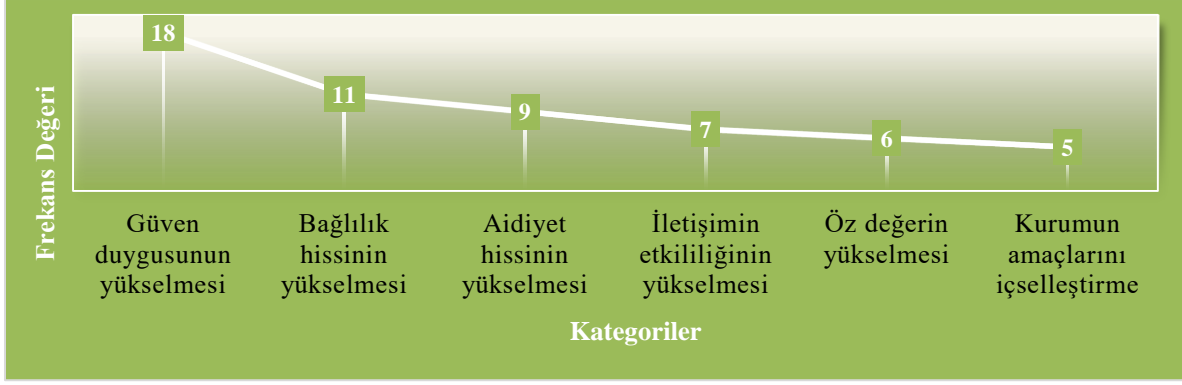 18
11
9
7
6
5
Frekans Değeri
Güven
duygusunun
yükselmesi
Bağlılık
hissinin
yükselmesi
Aidiyet
hissinin
yükselmesi
İletişimin
etkililiğinin
yükselmesi
Öz değerin
yükselmesi
Kurumun
amaçlarını
içselleştirme
Kategoriler